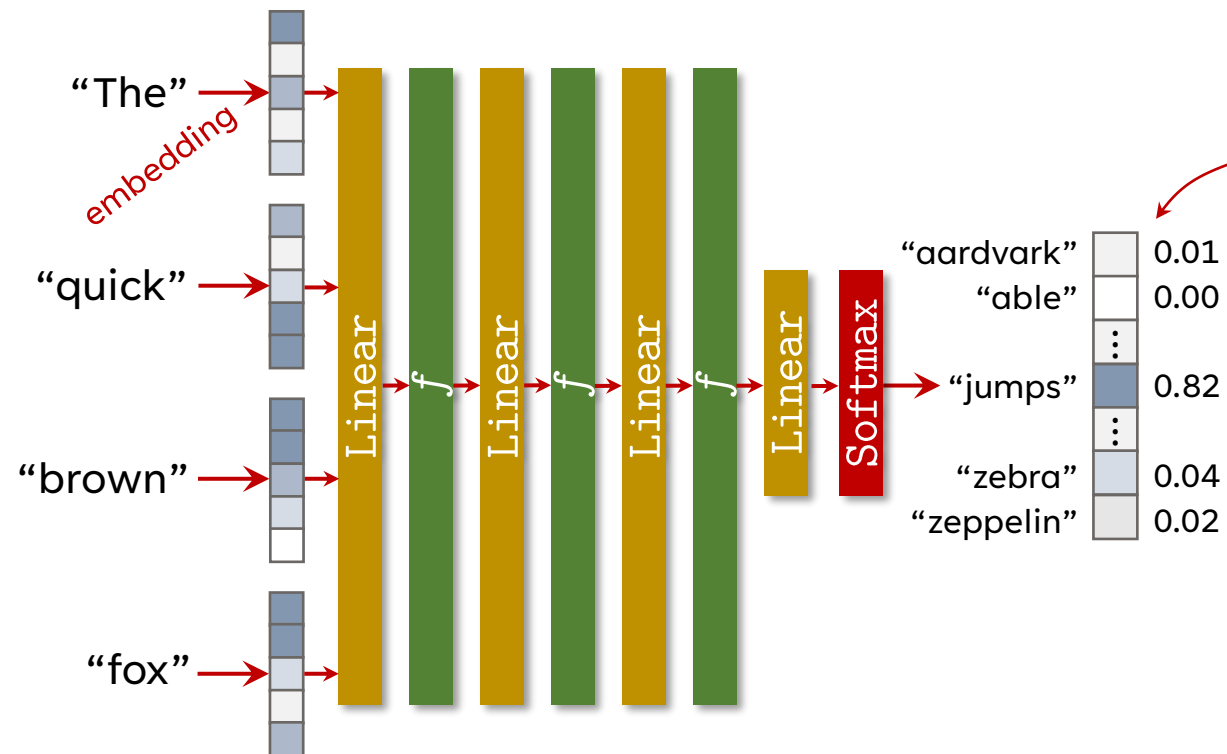 “The”
embedding
“quick”
“brown”
“fox”
Linear
f
Linear
f
Linear
f
Linear
Softmax
“aardvark” 0.01
“able” 0.00
⋮
“jumps” 0.82
⋮
“zebra” 0.04
“zeppelin” 0.02